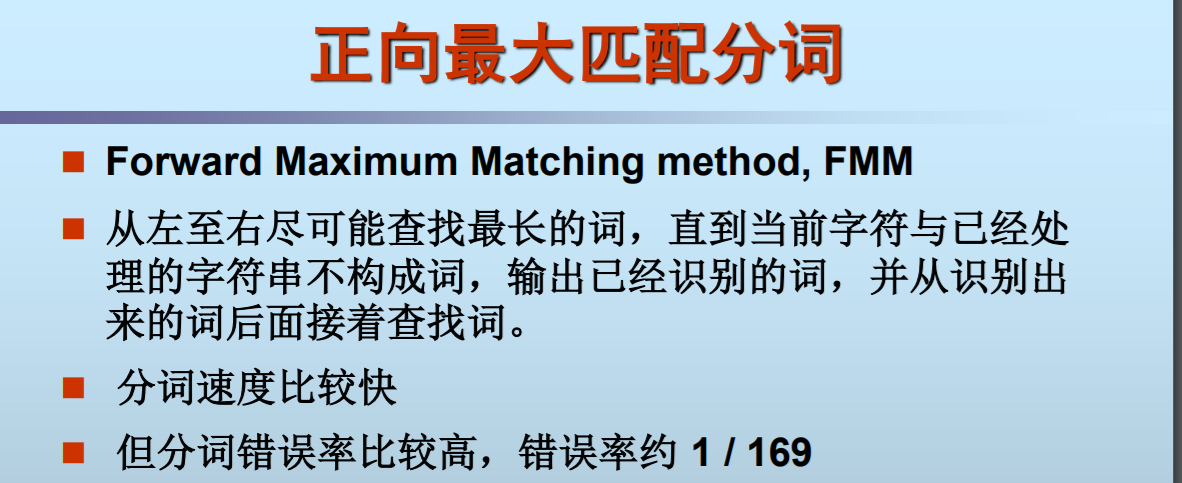 正向最大匹配分词
Forward Maximum Matching method, FMM
从左至右尽可能查找最长的词，直到当前字符与已经处
理的字符串不构成词，输出已经识别的词，并从识别出
来的词后面接着查找词。
分词速度比较快
但分词错误率比较高，错误率约 1 / 169